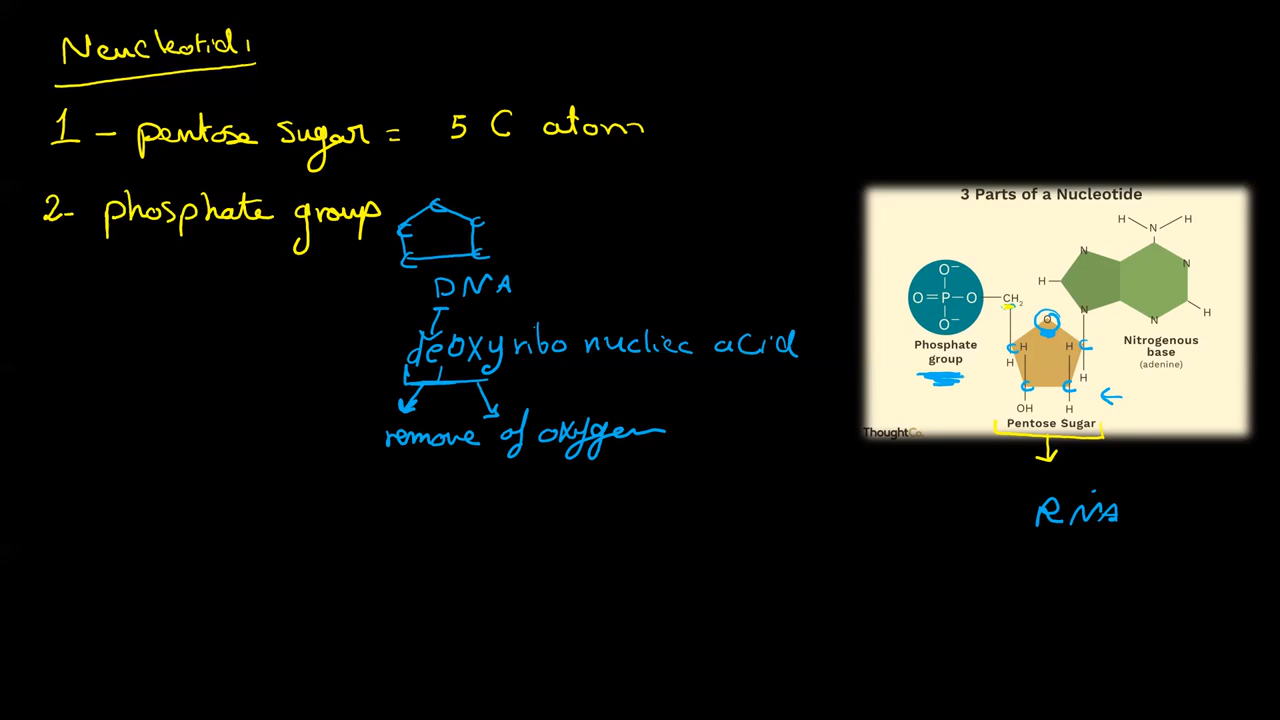 Neucleotidi
1 - pentose sugar = 5 C atom
2- phosphate group
C
C C
C C
DNA
deoxyribo nucliec acid
remove of oxygen
3 Parts of a Nucleotide
H H
N
N N
H
O⁻
O=P-O CH₂
O⁻
N N H
O
Phosphate group
Nitrogenous base
(adenine)
C H H C
H H
C C
OH H
Pentose Sugar
ThoughtCo.
RNA